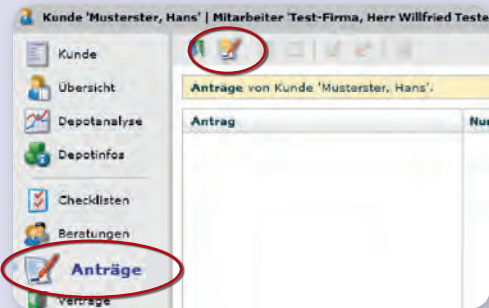 Kunde 'Musterster, Hans' | Mitarbeiter 'Test-Firma, Herr Willfried Teste
Kunde
Übersicht
Depotanalyse
Depotinfos
Checklisten
Beratungen
Anträge
Verträge
Anträge von Kunde 'Musterster, Hans'.
Antrag
Nu